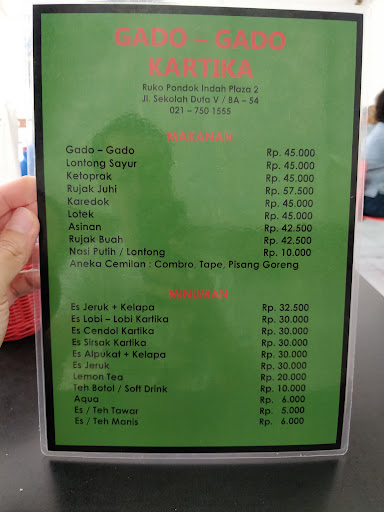 GADO – GADO
KARTIKA
Ruko Pondok Indah Plaza 2
Jl. Sekolah Duta V / BA – 54
021 – 750 1555
MAKANAN
Gado – Gado Rp. 45.000
Lontong Sayur Rp. 45.000
Ketoprak Rp. 45.000
Rujak Juhi Rp. 57.500
Karedok Rp. 45.000
Lotek Rp. 45.000
Asinan Rp. 42.500
Rujak Buah Rp. 42.500
Nasi Putih / Lontong Rp. 10.000
Aneka Cemilan : Combro, Tape, Pisang Goreng
MINUMAN
Es Jeruk + Kelapa Rp. 32.500
Es Lobi – Lobi Kartika Rp. 30.000
Es Cendol Kartika Rp. 30.000
Es Sirsak Kartika Rp. 30.000
Es Alpukat + Kelapa Rp. 30.000
Es Jeruk Rp. 30.000
Lemon Tea Rp. 20.000
Teh Botol / Soft Drink Rp. 10.000
Aqua Rp. 6.000
Es / Teh Tawar Rp. 5.000
Es / Teh Manis Rp. 6.000